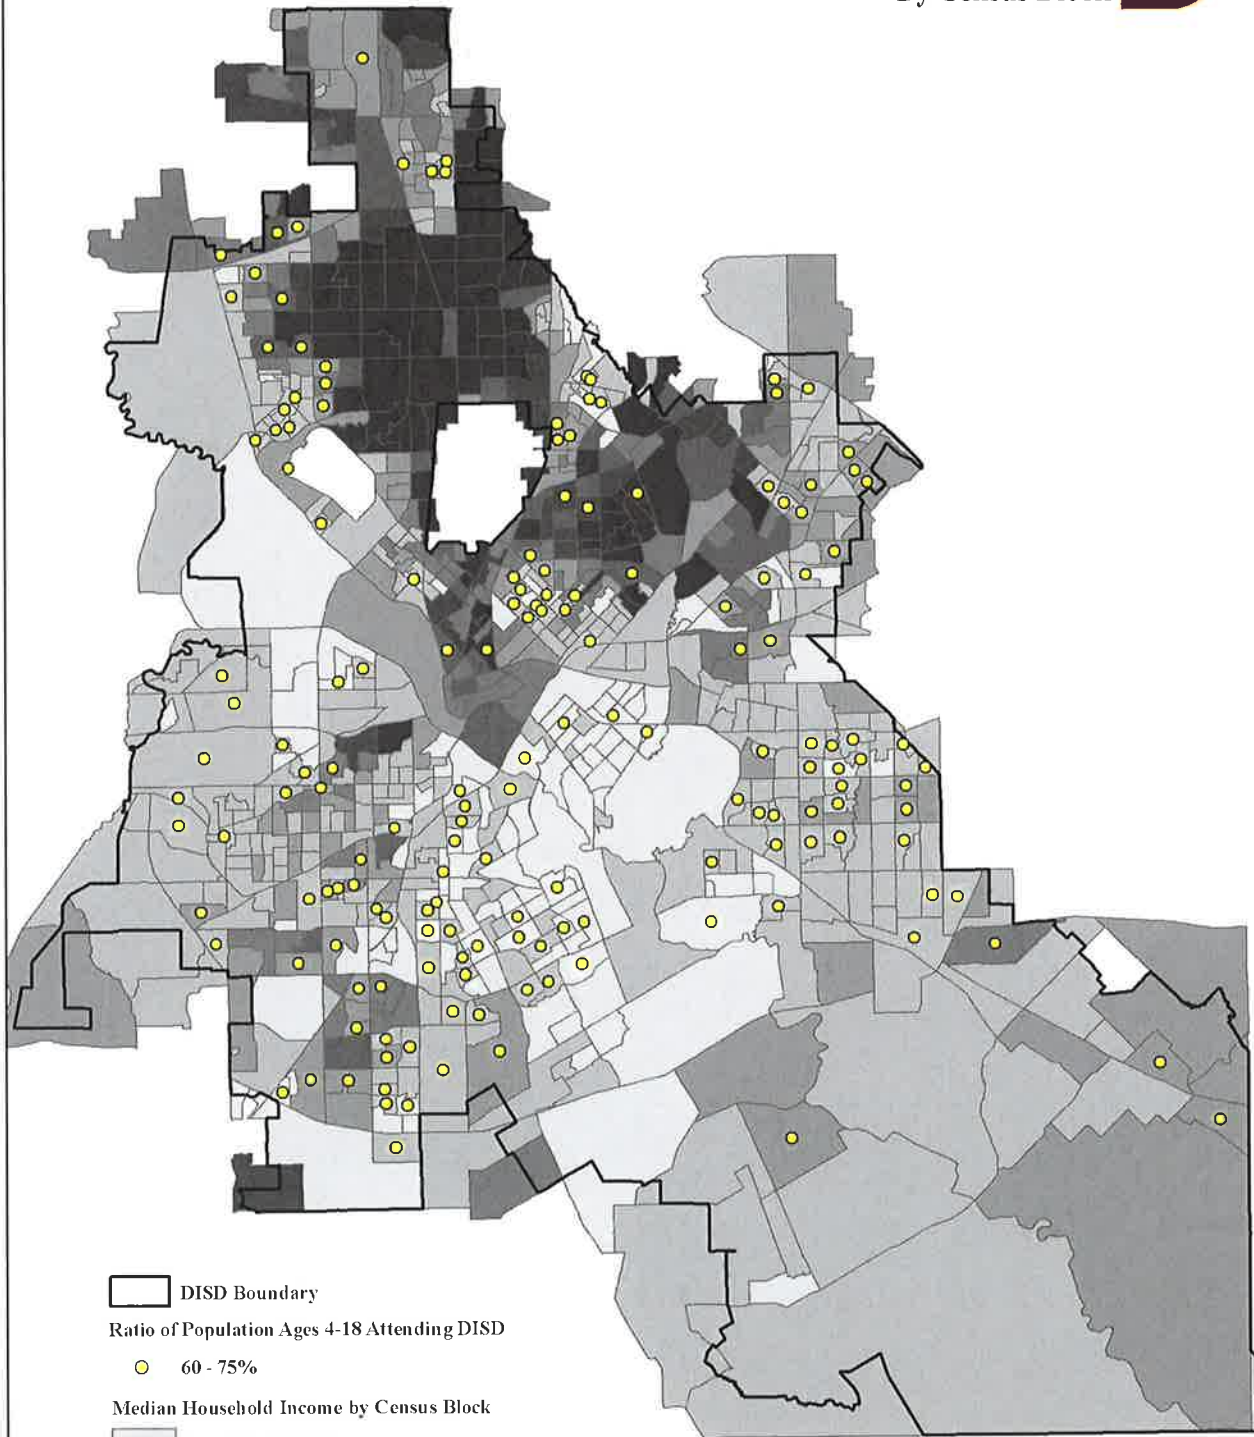 DISD Boundary
Ratio of Population Ages 4-18 Attending DISD
60 - 75%
Median Household Income by Census Block